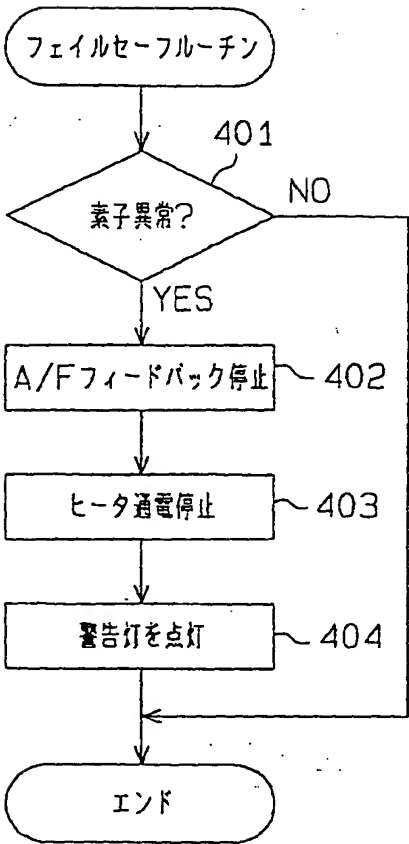 フェイルセーフルーチン
401
素子異常?
NO
YES
A/Fフィードバック停止
402
ヒータ通電停止
403
警告灯を点灯
404
エンド